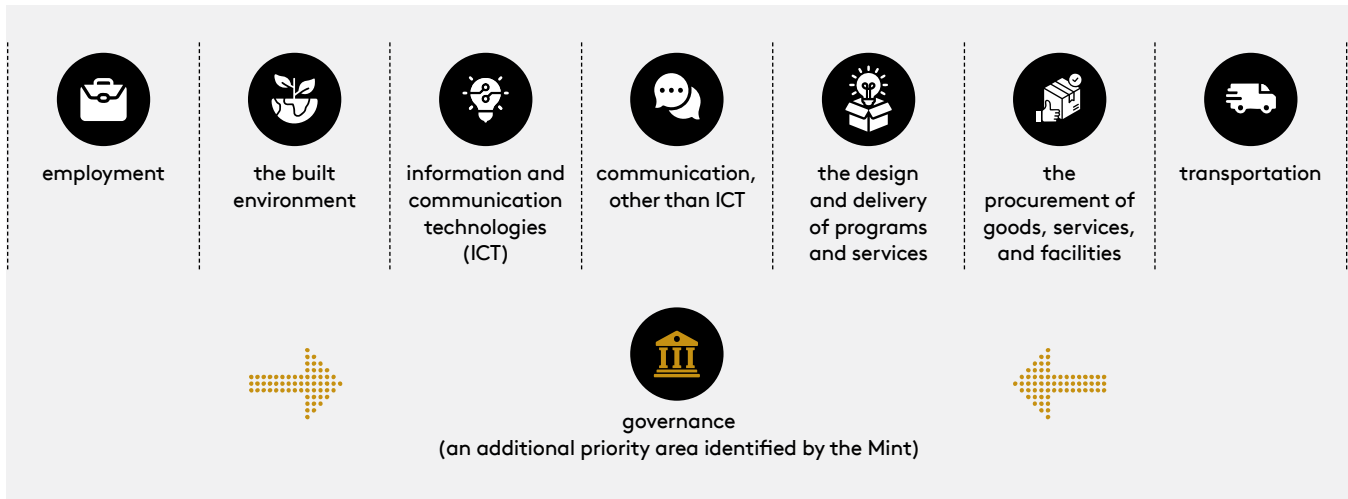 employment
the built
environment
information and
communication
technologies
(ICT)
communication,
other than ICT
the design
and delivery
of programs
and services
the
procurement of
goods, services,
and facilities
transportation
governance
(an additional priority area identified by the Mint)